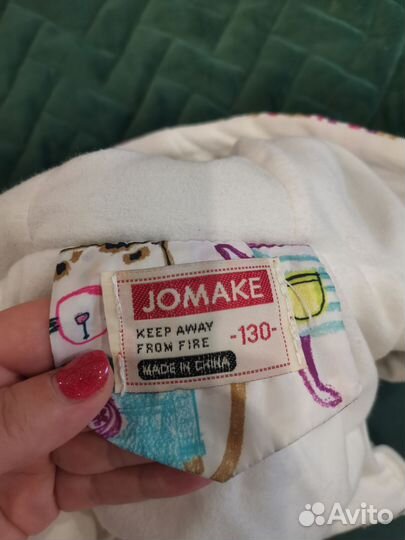 JOMAKE
KEEP AWAY
FROM FIRE
-130-
MADE IN CHINA
Avito